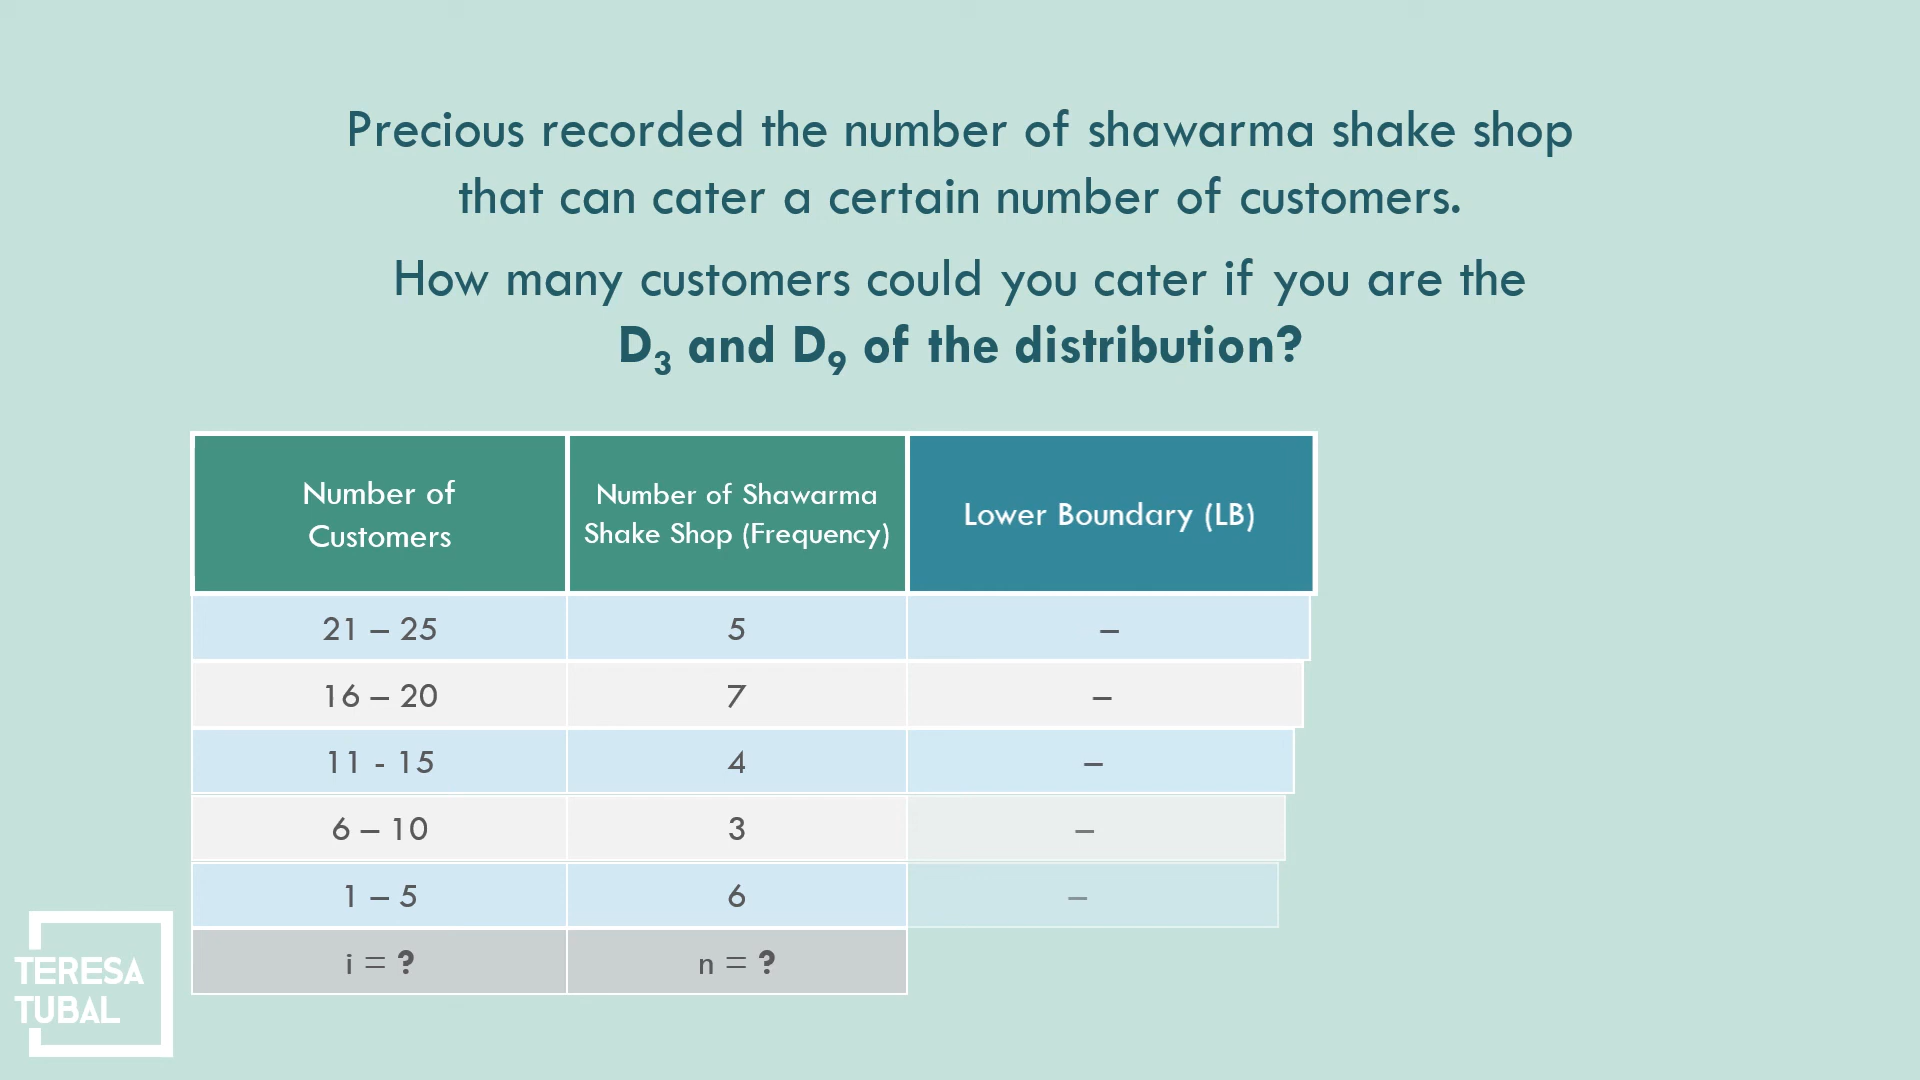 Precious recorded the number of shawarma shake shop
that can cater a certain number of customers.
How many customers could you cater if you are the
D₃ and D₉ of the distribution?
Number of
Customers
Number of Shawarma
Shake Shop (Frequency)
Lower Boundary (LB)
21 – 25
5
–
16 – 20
7
–
11 - 15
4
–
6 – 10
3
–
1 – 5
6
–
i = ?
n = ?
TERESA
TUBAL